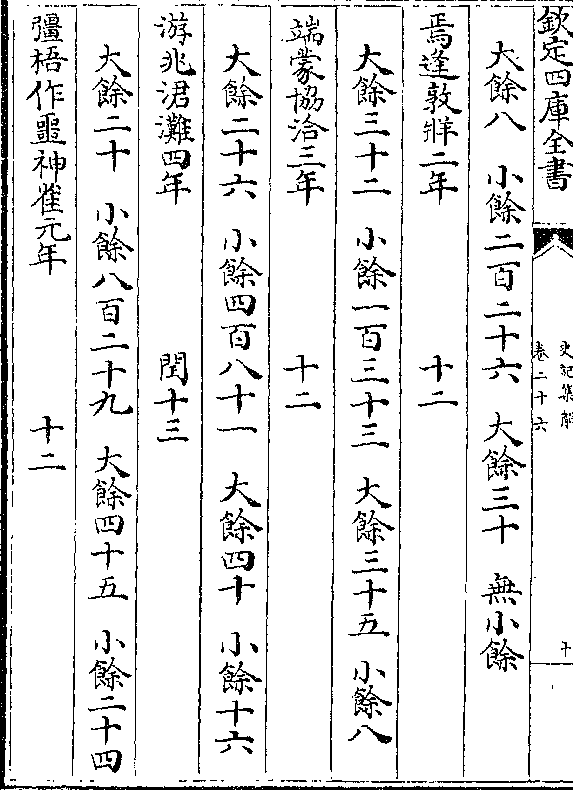 欽定四庫全書
史記集解
卷二十六
十
大餘八　小餘二百二十六　大餘三十　無小餘
焉逢敦牂二年　十二
大餘三十二　小餘一百三十三　大餘三十五　小餘八
端蒙協洽三年　十二
大餘二十六　小餘四百八十一　大餘四十　小餘十六
游兆涒灘四年　閏十三
大餘二十　小餘八百二十九　大餘四十五　小餘二十四
彊梧作噩神雀元年　十二